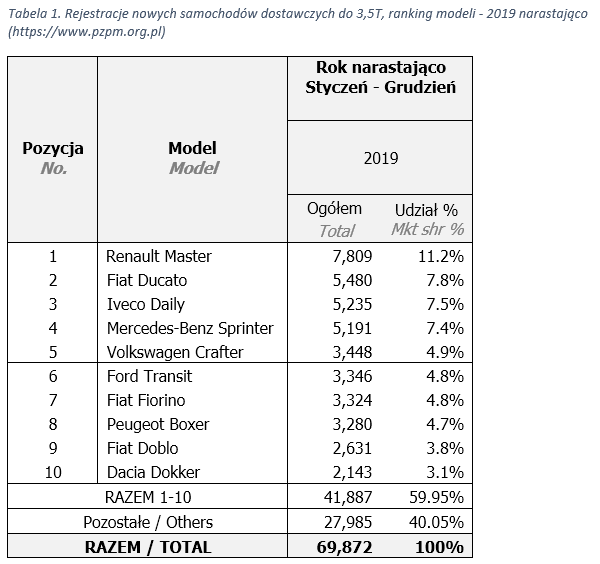 Tabela 1. Rejestracje nowych samochodów dostawczych do 3,5T, ranking modeli - 2019 narastająco
(https://www.pzpm.org.pl)
Pozycja
No.
Model
Model
Rok narastająco
Styczeń - Grudzień
2019
Ogółem
Total
Udział %
Mkt shr %
1 Renault Master 7,809 11.2%
2 Fiat Ducato 5,480 7.8%
3 Iveco Daily 5,235 7.5%
4 Mercedes-Benz Sprinter 5,191 7.4%
5 Volkswagen Crafter 3,448 4.9%
6 Ford Transit 3,346 4.8%
7 Fiat Fiorino 3,324 4.8%
8 Peugeot Boxer 3,280 4.7%
9 Fiat Doblo 2,631 3.8%
10 Dacia Dokker 2,143 3.1%
RAZEM 1-10 41,887 59.95%
Pozostałe / Others 27,985 40.05%
RAZEM / TOTAL 69,872 100%